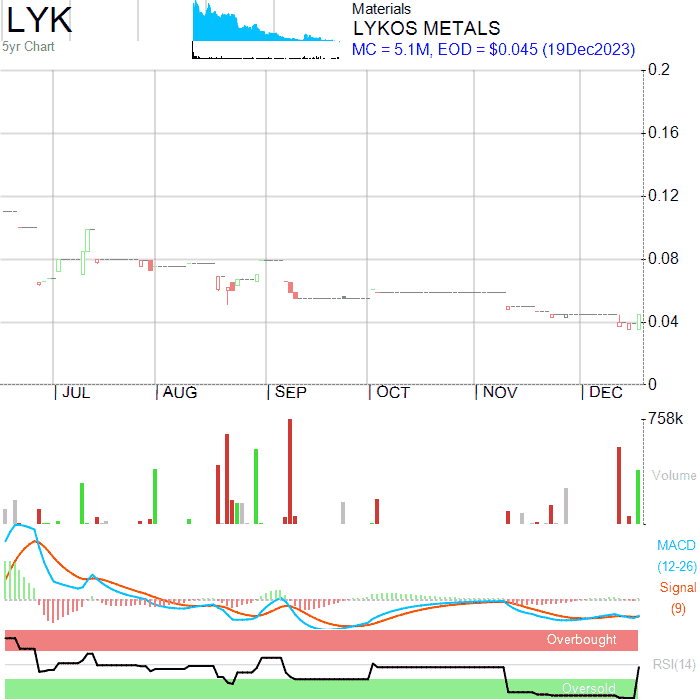 LYK
5yr Chart
Materials
LYKOS METALS
MC = 5.1M, EOD = $0.045 (19Dec2023)
0.2
0.16
0.12
0.08
0.04
0
JUL
AUG
SEP
OCT
NOV
DEC
758k
Volume
MACD
(12-26)
Signal
(9)
Overbought
RSI(14)
Oversold